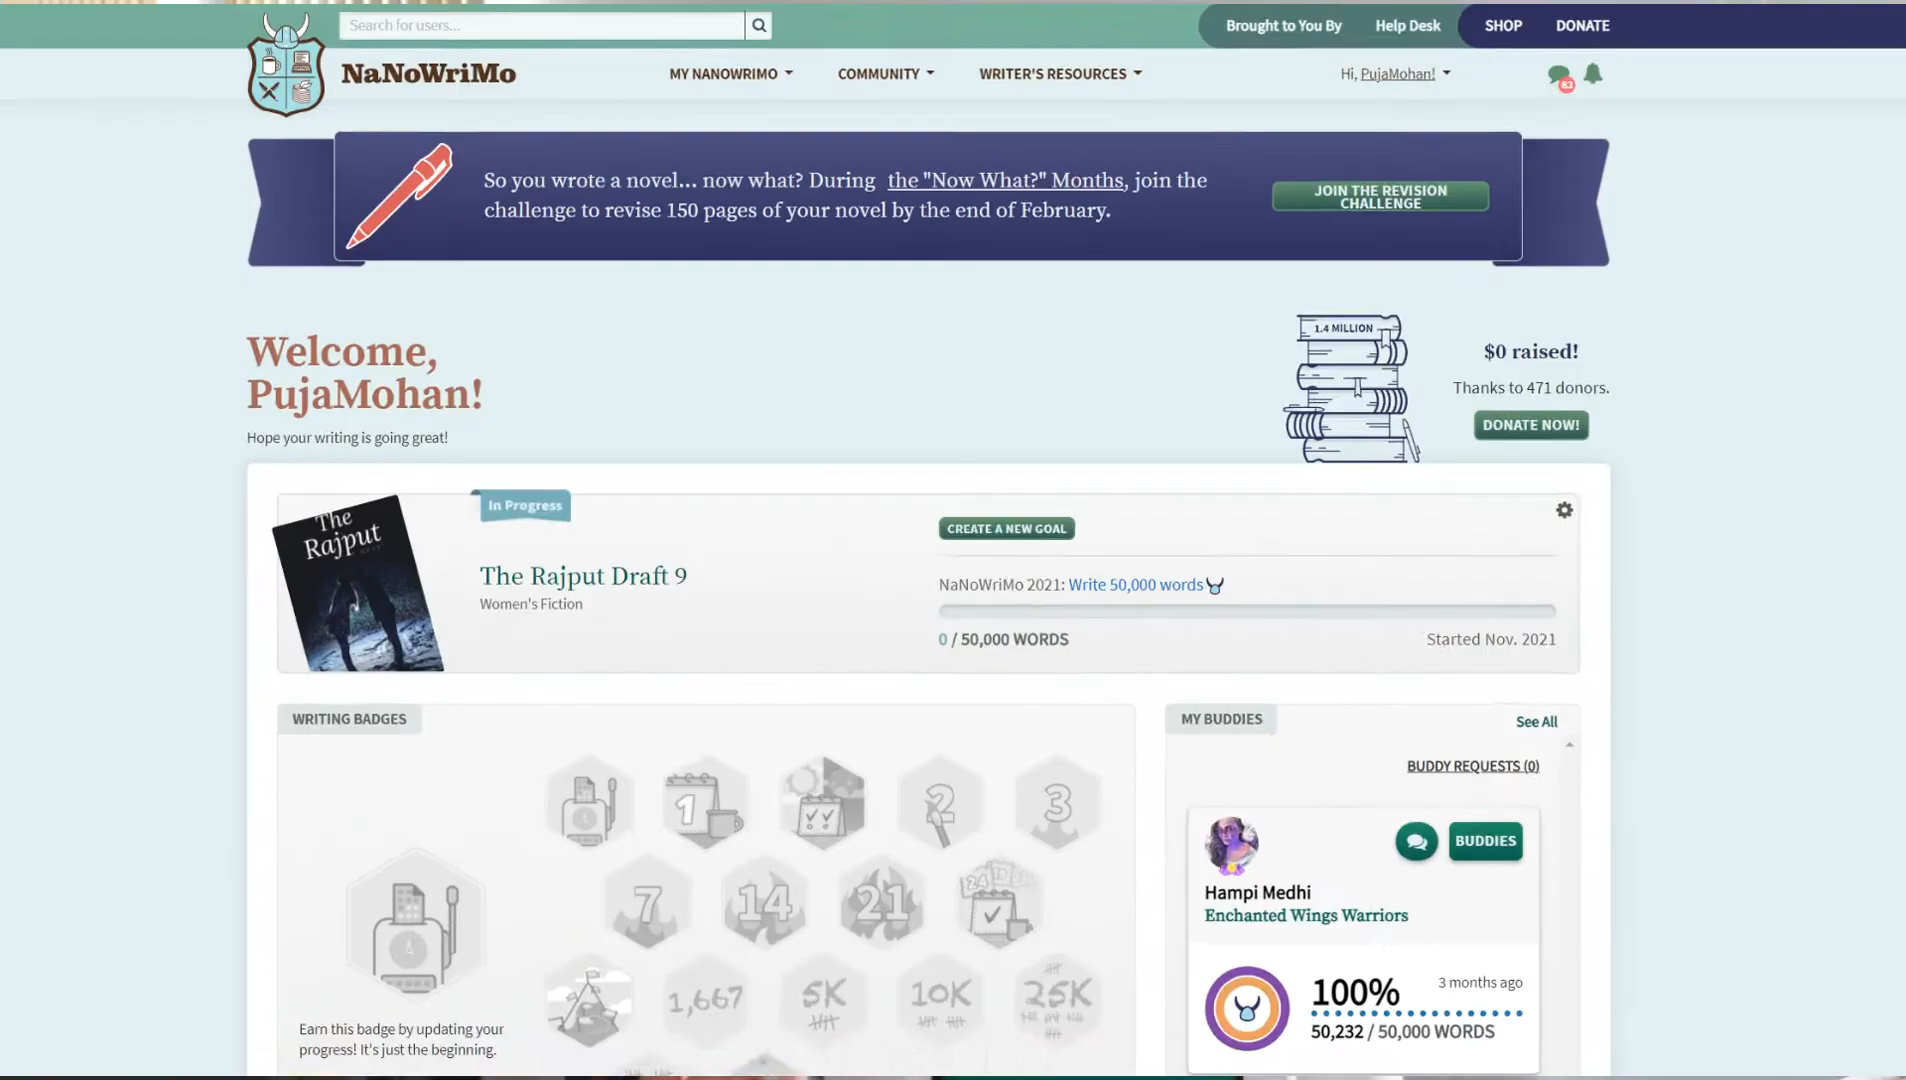 Search for users...
Brought to You By
Help Desk
SHOP
DONATE
NaNoWriMo
MY NANOWRIMO
COMMUNITY
WRITER'S RESOURCES
Hi, PujaMohan!
So you wrote a novel... now what? During the "Now What?" Months, join the
challenge to revise 150 pages of your novel by the end of February.
JOIN THE REVISION
CHALLENGE
Welcome,
PujaMohan!
Hope your writing is going great!
1.4 MILLION
$0 raised!
Thanks to 471 donors.
DONATE NOW!
The
Rajput
In Progress
The Rajput Draft 9
Women's Fiction
CREATE A NEW GOAL
NaNoWriMo 2021: Write 50,000 words
0 / 50,000 WORDS
Started Nov. 2021
WRITING BADGES
1
2
3
7
14
21
24
1,667
5K
10K
25K
Earn this badge by updating your
progress! It's just the beginning.
MY BUDDIES
See All
BUDDY REQUESTS (0)
BUDDIES
Hampi Medhi
Enchanted Wings Warriors
100%
3 months ago
50,232 / 50,000 WORDS